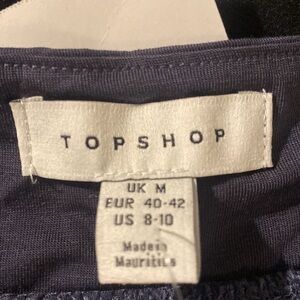 TOPSHOP
UK M
EUR 40-42
US 8-10
Made in
Mauritius